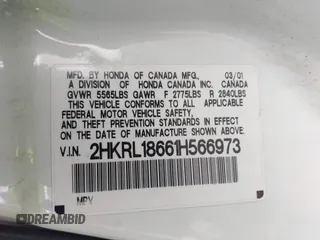 MFD. BY HONDA OF CANADA MFG., 03/01
A DIVISION OF HONDA CANADA INC. CANADA
GVWR 5565LBS GAWR F 2775LBS R 2840LBS
THIS VEHICLE CONFORMS TO ALL APPLICABLE
FEDERAL MOTOR VEHICLE SAFETY, AND
THEFT PREVENTION STANDARDS IN EFFECT ON
THE DATE OF MANUFACTURE SHOWN ABOVE.
V.I.N. 2HKRL18661H566973
MPV
DREAMBID